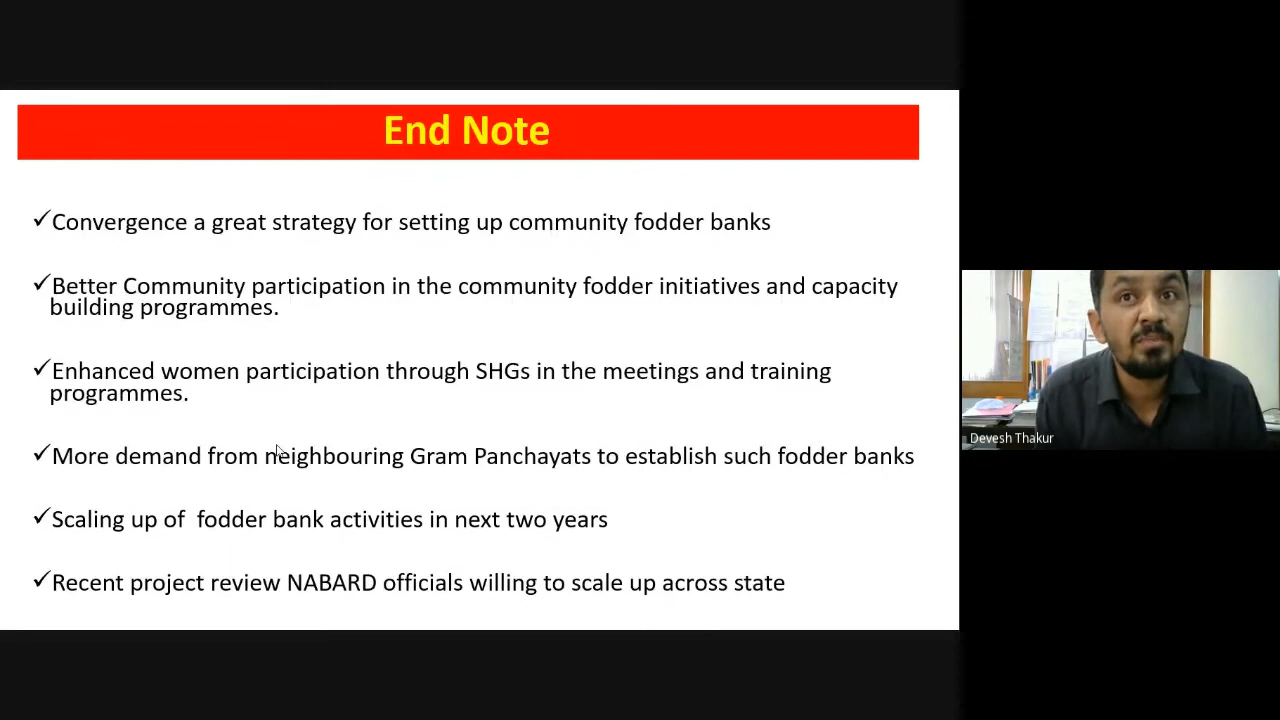 End Note
✓Convergence a great strategy for setting up community fodder banks
✓Better Community participation in the community fodder initiatives and capacity
building programmes.
✓Enhanced women participation through SHGs in the meetings and training
programmes.
✓More demand from neighbouring Gram Panchayats to establish such fodder banks
✓Scaling up of  fodder bank activities in next two years
✓Recent project review NABARD officials willing to scale up across state
Devesh Thakur